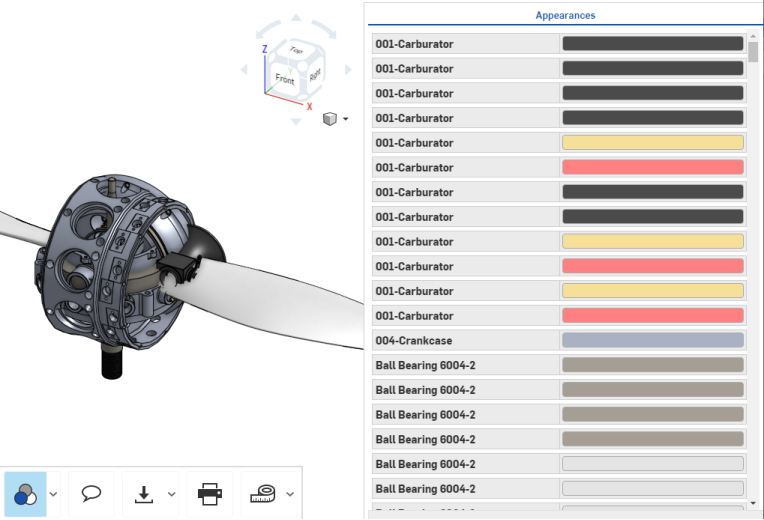 Appearances
Z
Top
Y
Front
Right
X
001-Carburator
001-Carburator
001-Carburator
001-Carburator
001-Carburator
001-Carburator
001-Carburator
001-Carburator
001-Carburator
001-Carburator
001-Carburator
001-Carburator
004-Crankcase
Ball Bearing 6004-2
Ball Bearing 6004-2
Ball Bearing 6004-2
Ball Bearing 6004-2
Ball Bearing 6004-2
Ball Bearing 6004-2